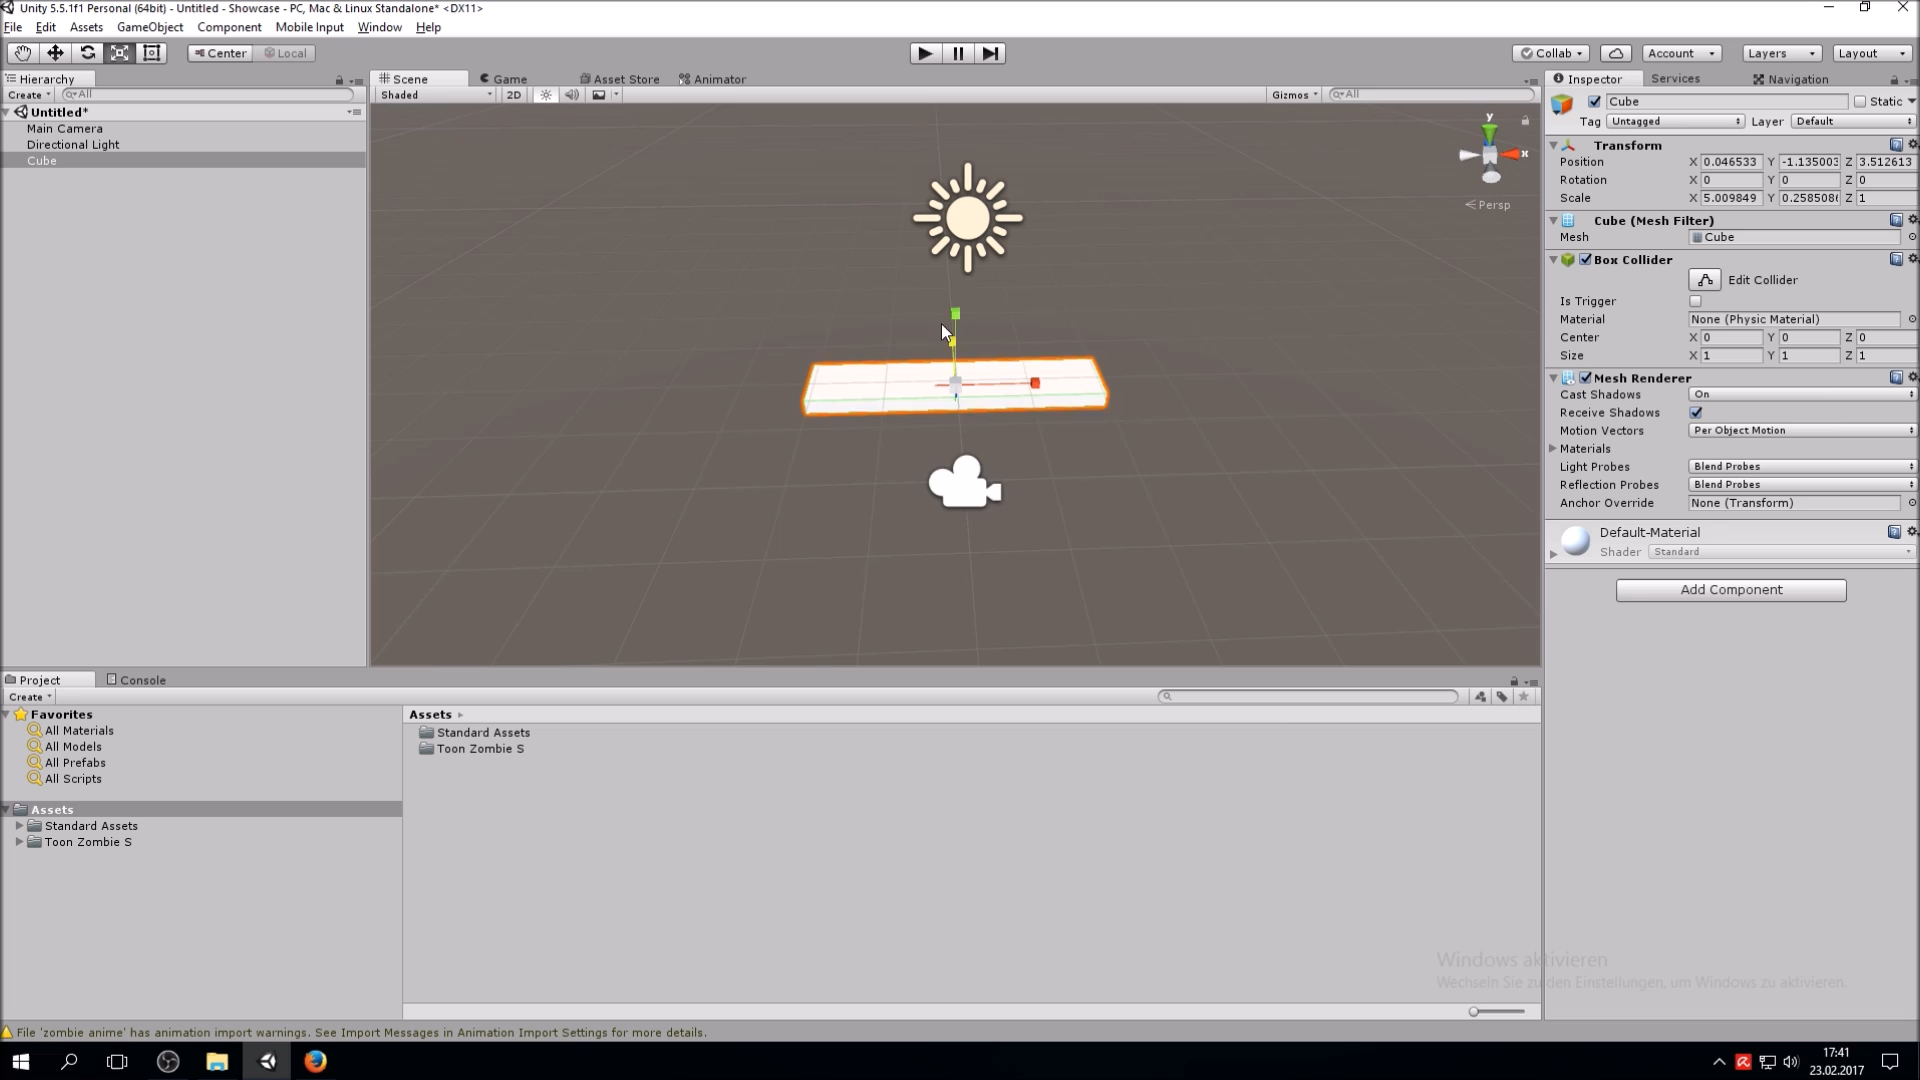 Unity 5.5.1f1 Personal (64bit) - Untitled - Showcase - PC, Mac & Linux Standalone* <DX11>
File Edit Assets GameObject Component Mobile Input Window Help
Center Local Collab Account Layers Layout
Hierarchy
Create All
Untitled*
Main Camera
Directional Light
Cube
Scene Game Asset Store Animator
Shaded 2D Gizmos All
y
x
Persp
Inspector Services Navigation
Cube Static
Tag Untagged Layer Default
Transform
Position X 0.046533 Y -1.135003 Z 3.512613
Rotation X 0 Y 0 Z 0
Scale X 5.009849 Y 0.2585086 Z 1
Cube (Mesh Filter)
Mesh Cube
Box Collider
Edit Collider
Is Trigger
Material None (Physic Material)
Center X 0 Y 0 Z 0
Size X 1 Y 1 Z 1
Mesh Renderer
Cast Shadows On
Receive Shadows
Motion Vectors Per Object Motion
Materials
Light Probes Blend Probes
Reflection Probes Blend Probes
Anchor Override None (Transform)
Default-Material
Shader Standard
Add Component
Project Console
Create
Favorites
All Materials
All Models
All Prefabs
All Scripts
Assets
Standard Assets
Toon Zombie S
Assets
Standard Assets
Toon Zombie S
Windows aktivieren
Wechseln Sie zu den Einstellungen, um Windows zu aktivieren.
File 'zombie anime' has animation import warnings. See Import Messages in Animation Import Settings for more details.
17:41
23.02.2017